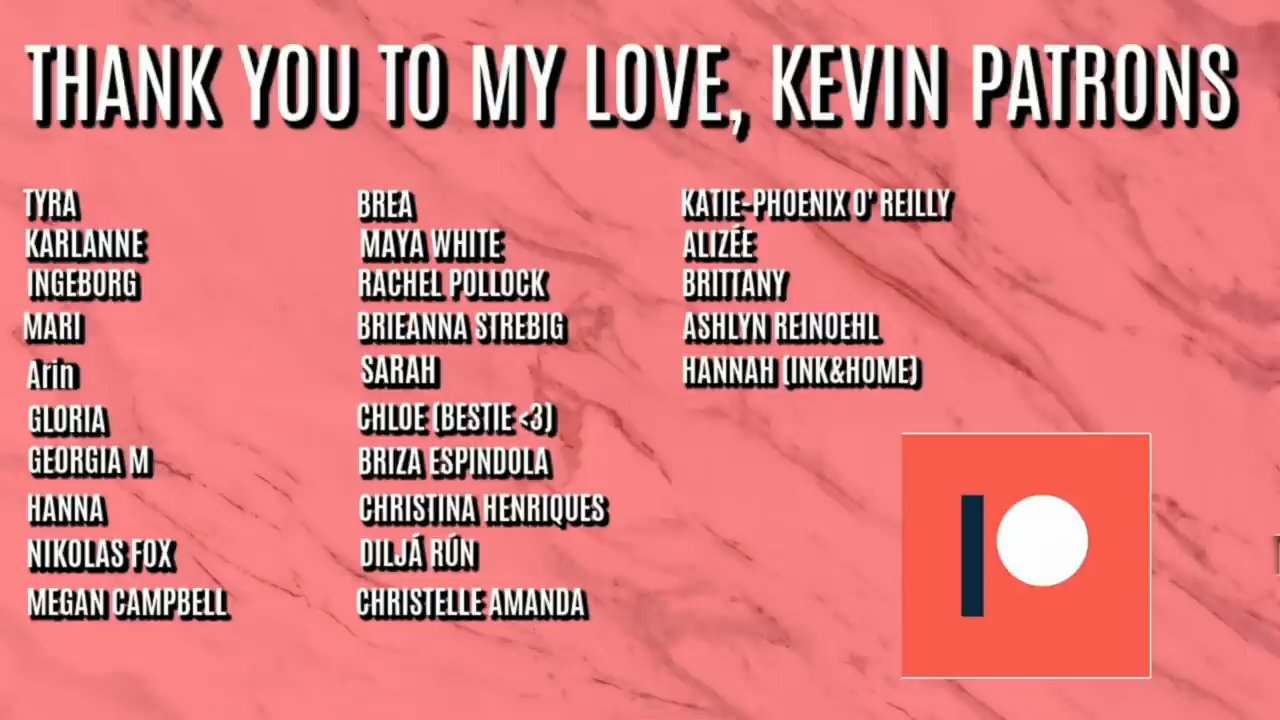 THANK YOU TO MY LOVE, KEVIN PATRONS
TYRA
KARLANNE
INGEBORG
MARI
Arin
GLORIA
GEORGIA M
HANNA
NIKOLAS FOX
MEGAN CAMPBELL
BREA
MAYA WHITE
RACHEL POLLOCK
BRIEANNA STREBIG
SARAH
CHLOE (BESTIE <3)
BRIZA ESPINDOLA
CHRISTINA HENRIQUES
DILJÁ RÚN
CHRISTELLE AMANDA
KATIE-PHOENIX O' REILLY
ALIZÉE
BRITTANY
ASHLYN REINOEHL
HANNAH (INK&HOME)